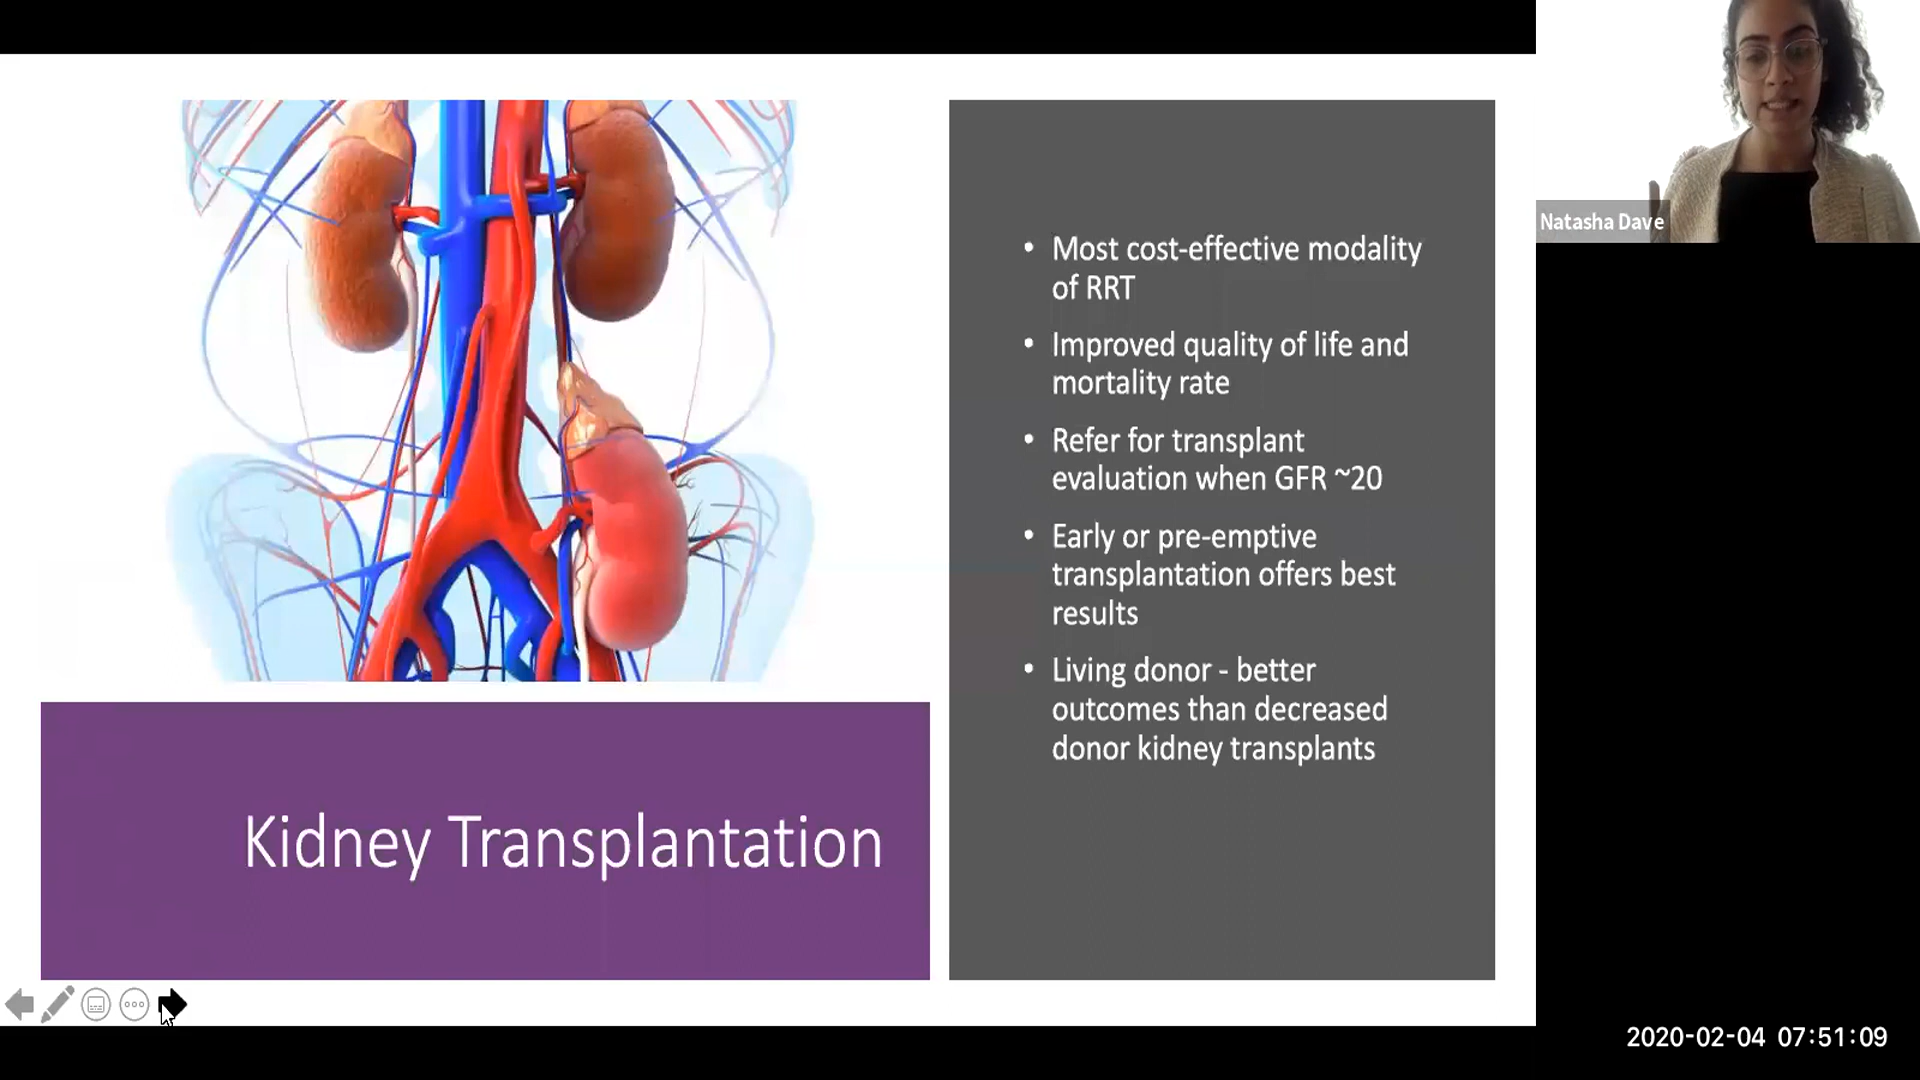 Most cost-effective modality
of RRT
Improved quality of life and
mortality rate
Refer for transplant
evaluation when GFR ~20
Early or pre-emptive
transplantation offers best
results
Living donor - better
outcomes than decreased
donor kidney transplants
Kidney Transplantation
Natasha Dave
2020-02-04 07:51:09